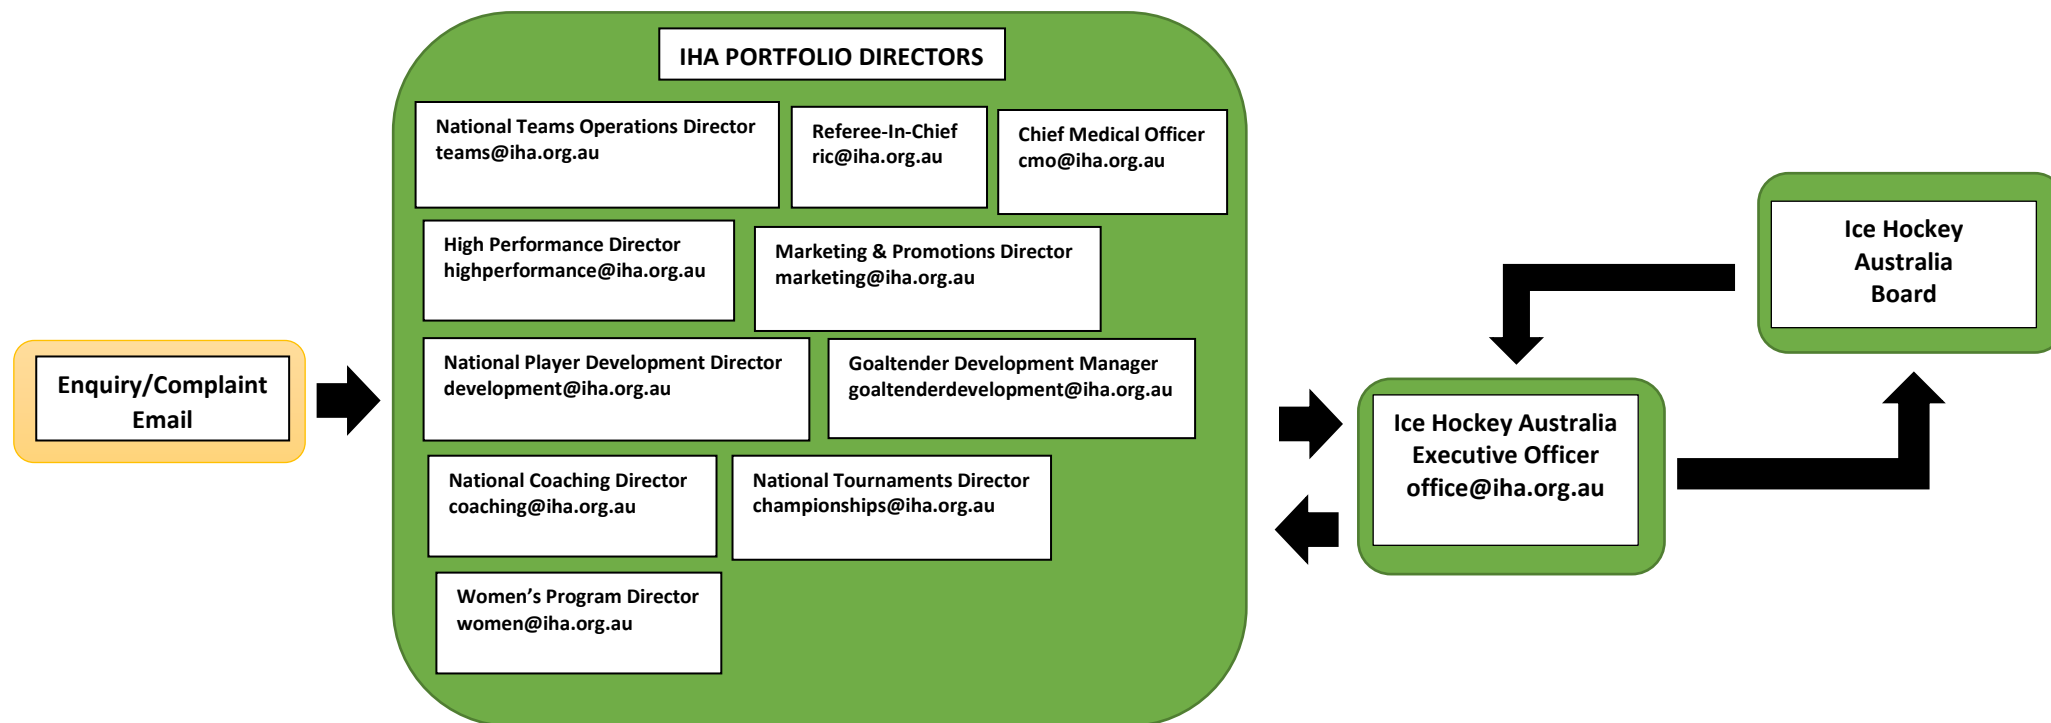 IHA PORTFOLIO DIRECTORS
National Teams Operations Director
teams@iha.org.au
Referee-In-Chief
ric@iha.org.au
Chief Medical Officer
cmo@iha.org.au
High Performance Director
highperformance@iha.org.au
Marketing & Promotions Director
marketing@iha.org.au
National Player Development Director
development@iha.org.au
Goaltender Development Manager
goaltenderdevelopment@iha.org.au
National Coaching Director
coaching@iha.org.au
National Tournaments Director
championships@iha.org.au
Women’s Program Director
women@iha.org.au
Enquiry/Complaint
Email
Ice Hockey Australia
Executive Officer
office@iha.org.au
Ice Hockey
Australia
Board